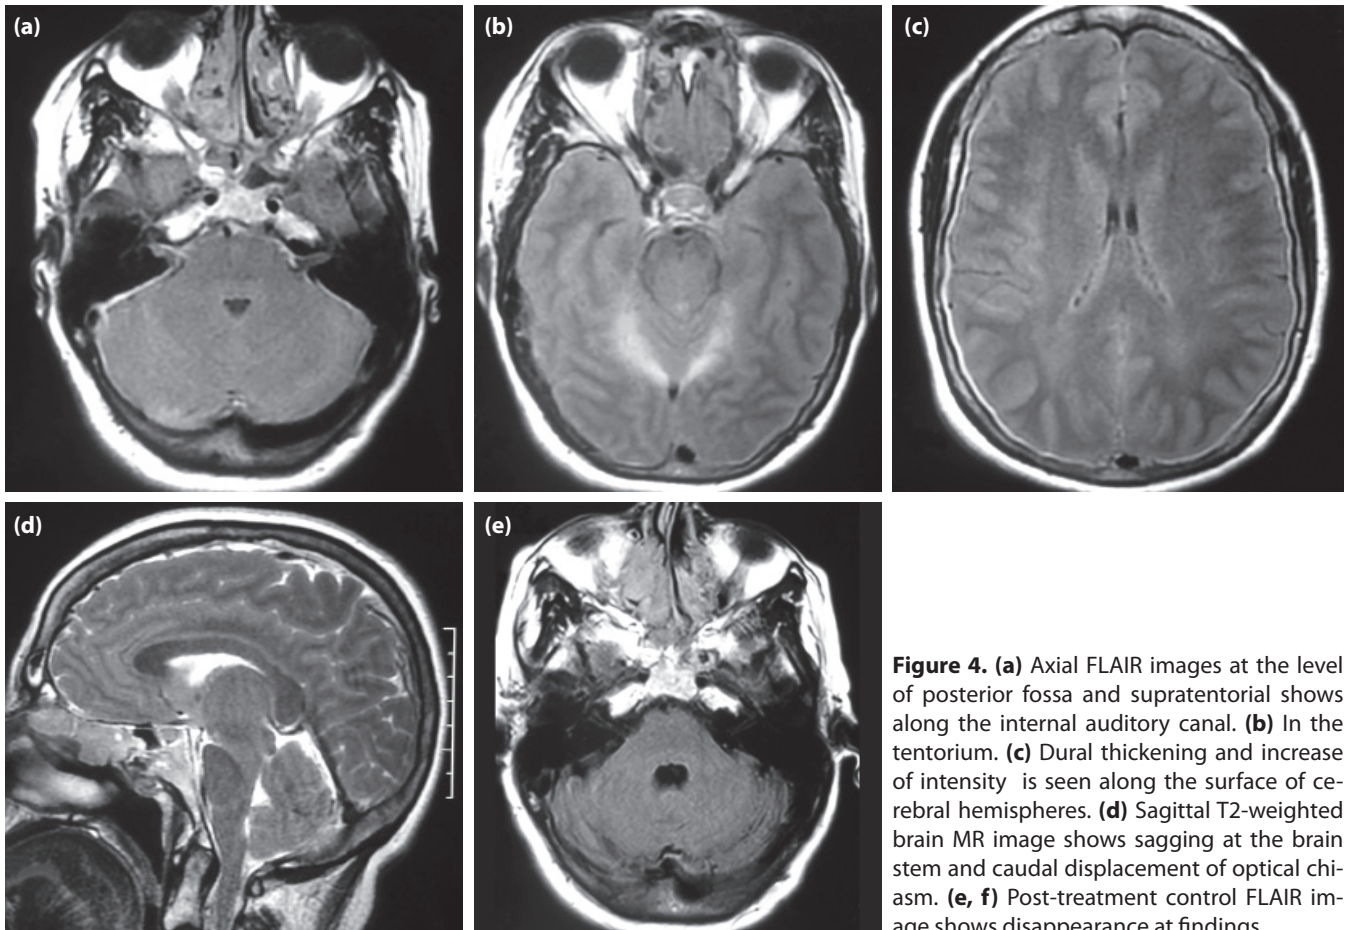 (a)
(b)
(c)
(d)
(e)
Figure 4. (a) Axial FLAIR images at the level
of posterior fossa and supratentorial shows
along the internal auditory canal. (b) In the
tentorium. (c) Dural thickening and increase
of intensity is seen along the surface of ce-
rebral hemispheres. (d) Sagittal T2-weighted
brain MR image shows sagging at the brain
stem and caudal displacement of optical chi-
asm. (e, f) Post-treatment control FLAIR im-
age shows disappearance at findings